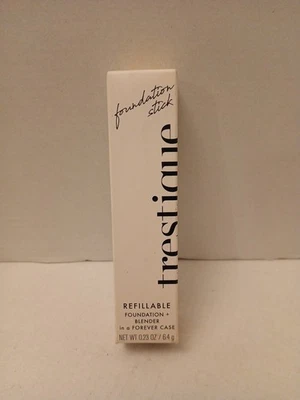 foundation
stick
trestique
REFILLABLE
FOUNDATION +
BLENDER
in a FOREVER CASE
NET WT 0.23 OZ / 6.4 g